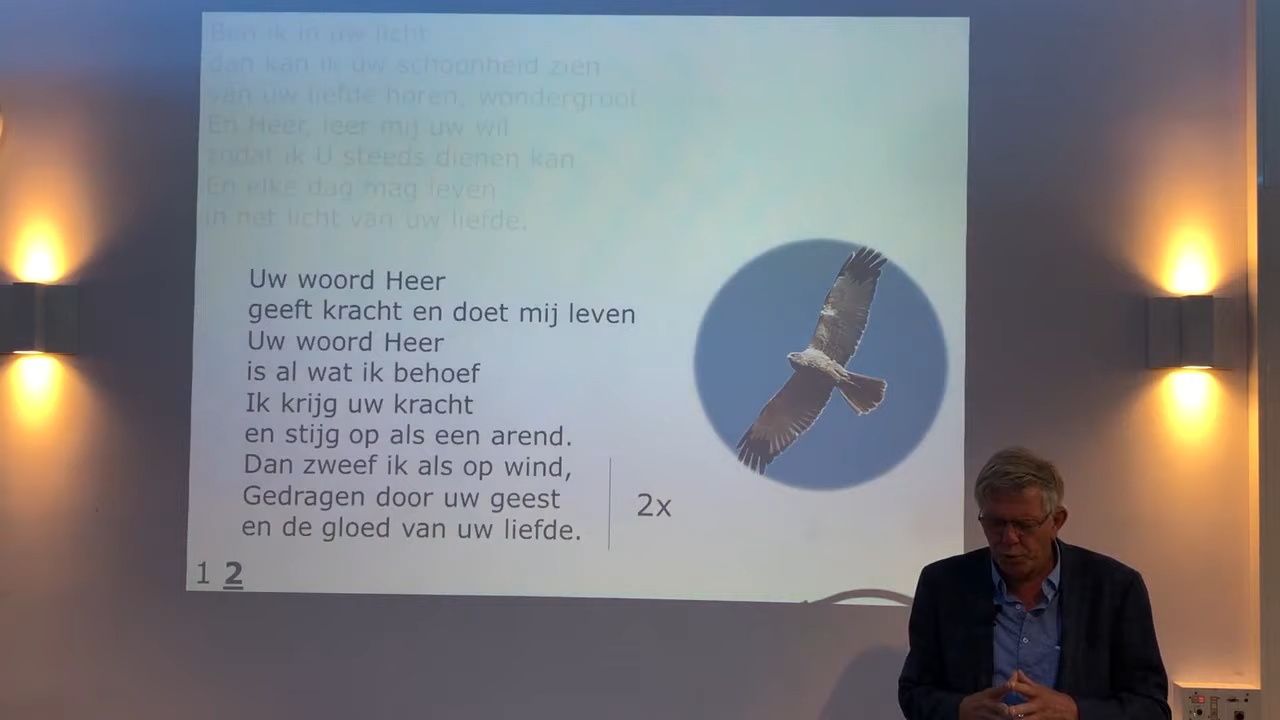 Ben ik in uw licht
dan kan ik uw schoonheid zien
van uw liefde horen, wondergroot
En Heer, leer mij uw wil
zodat ik U steeds dienen kan
En elke dag mag leven
in het licht van uw liefde.
Uw woord Heer
geeft kracht en doet mij leven
Uw woord Heer
is al wat ik behoef
Ik krijg uw kracht
en stijg op als een arend.
Dan zweef ik als op wind,
Gedragen door uw geest
en de gloed van uw liefde.
2x
1 2